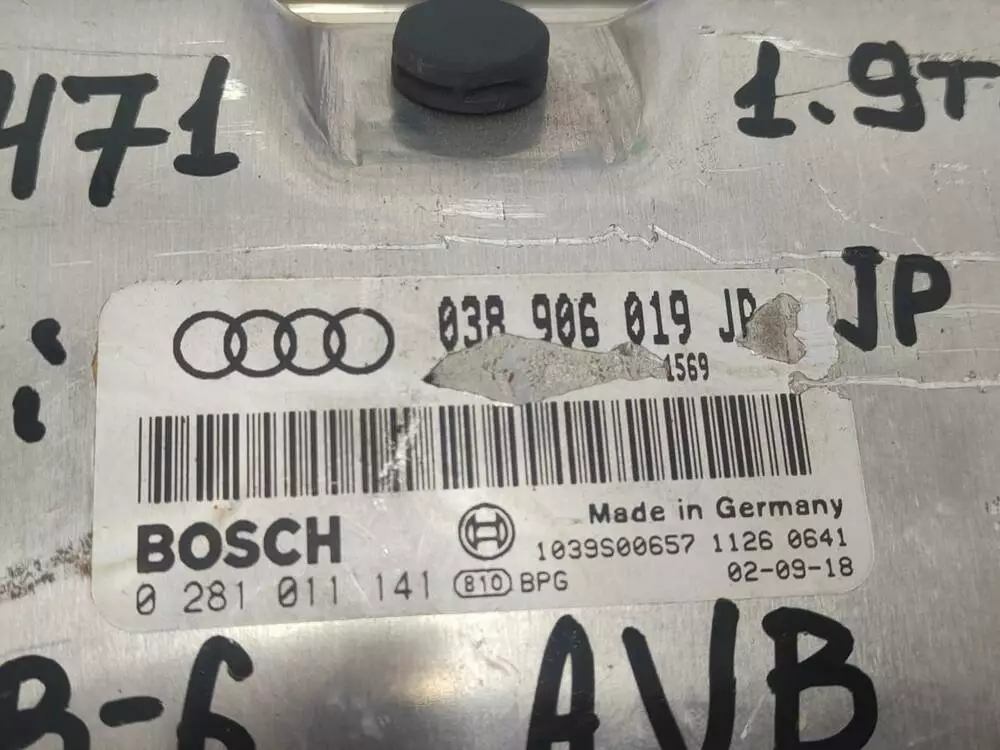 471
1.9T
038 906 019 JP
JP
1569
BOSCH
Made in Germany
1039S00657 1126 0641
0 281 011 141 810 BPG
02-09-18
B-6
AVB